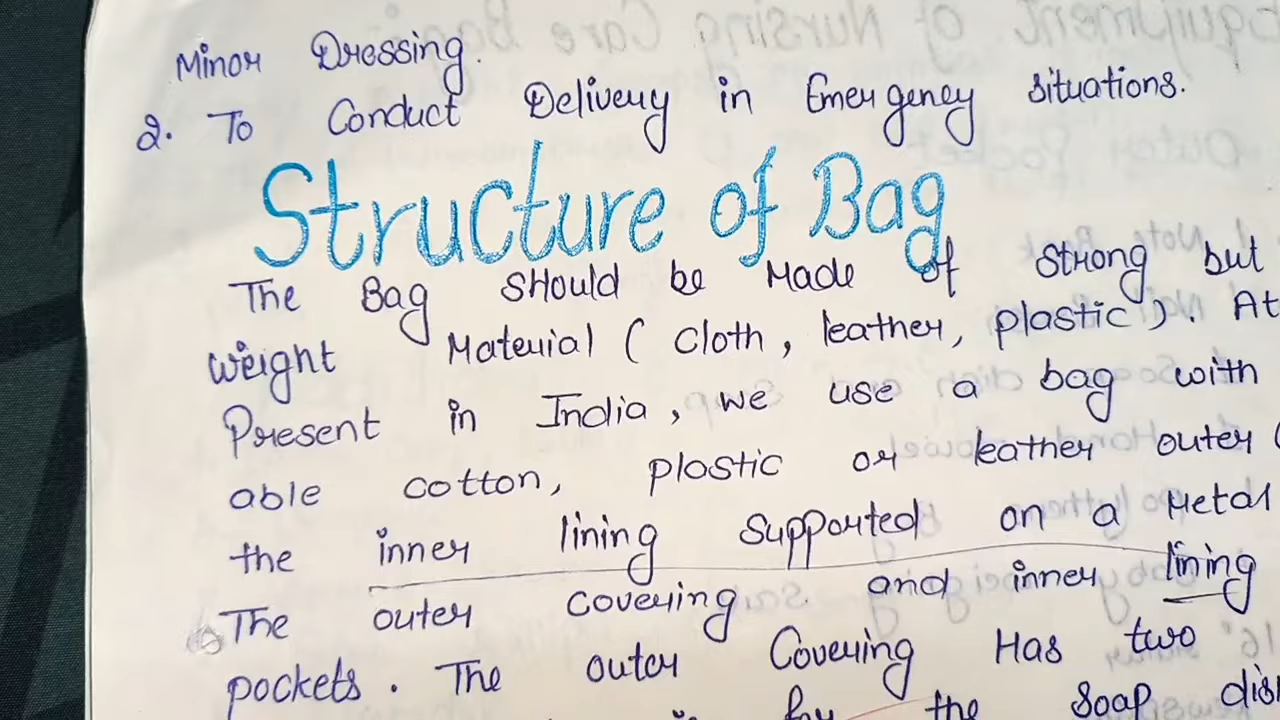 Minor Dressing.
2. To Conduct Delivery in Emergency situations.
Structure of Bag
The Bag should be Made of strong but
weight Material ( cloth, leather, plastic). At
Present in India, we use a bag with
able cotton, plastic or leather outer (
the inner lining supported on a Metal
The outer covering and inner lining
pockets. The outer Covering Has two
for the soap dish